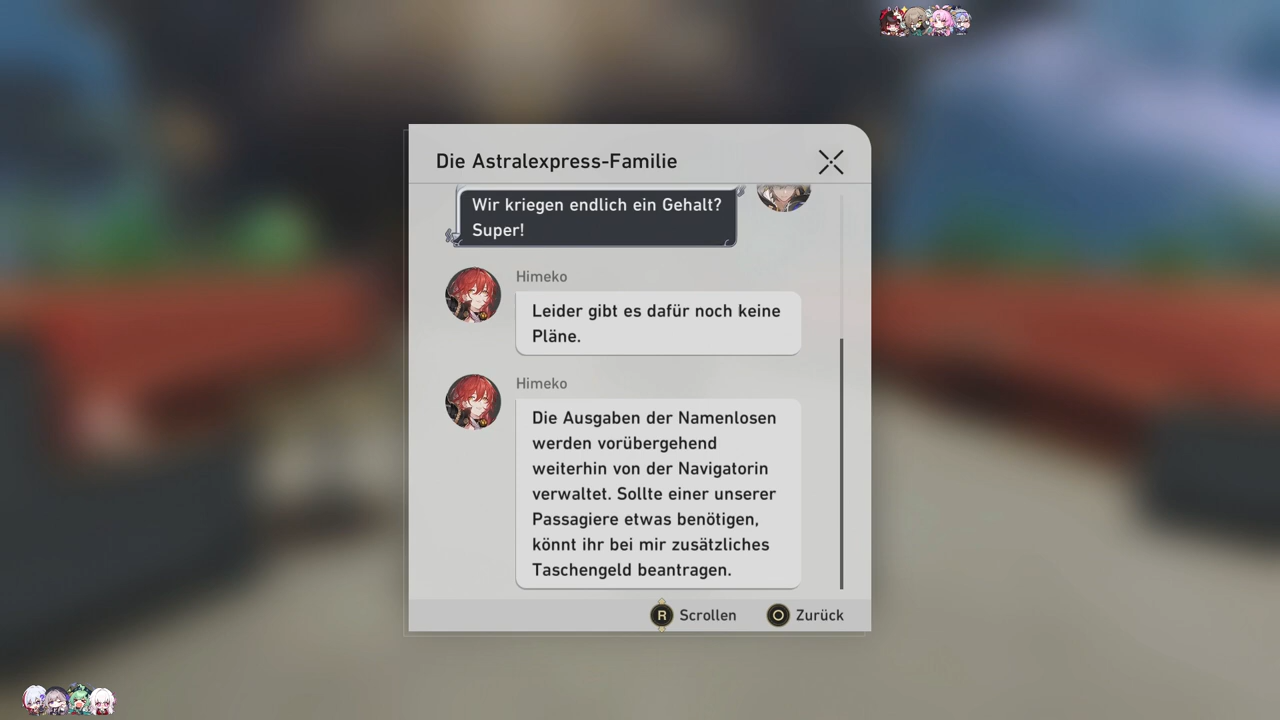 Die Astralexpress-Familie
Wir kriegen endlich ein Gehalt?
Super!
Himeko
Leider gibt es dafür noch keine
Pläne.
Himeko
Die Ausgaben der Namenlosen
werden vorübergehend
weiterhin von der Navigatorin
verwaltet. Sollte einer unserer
Passagiere etwas benötigen,
könnt ihr bei mir zusätzliches
Taschengeld beantragen.
R Scrollen
Zurück